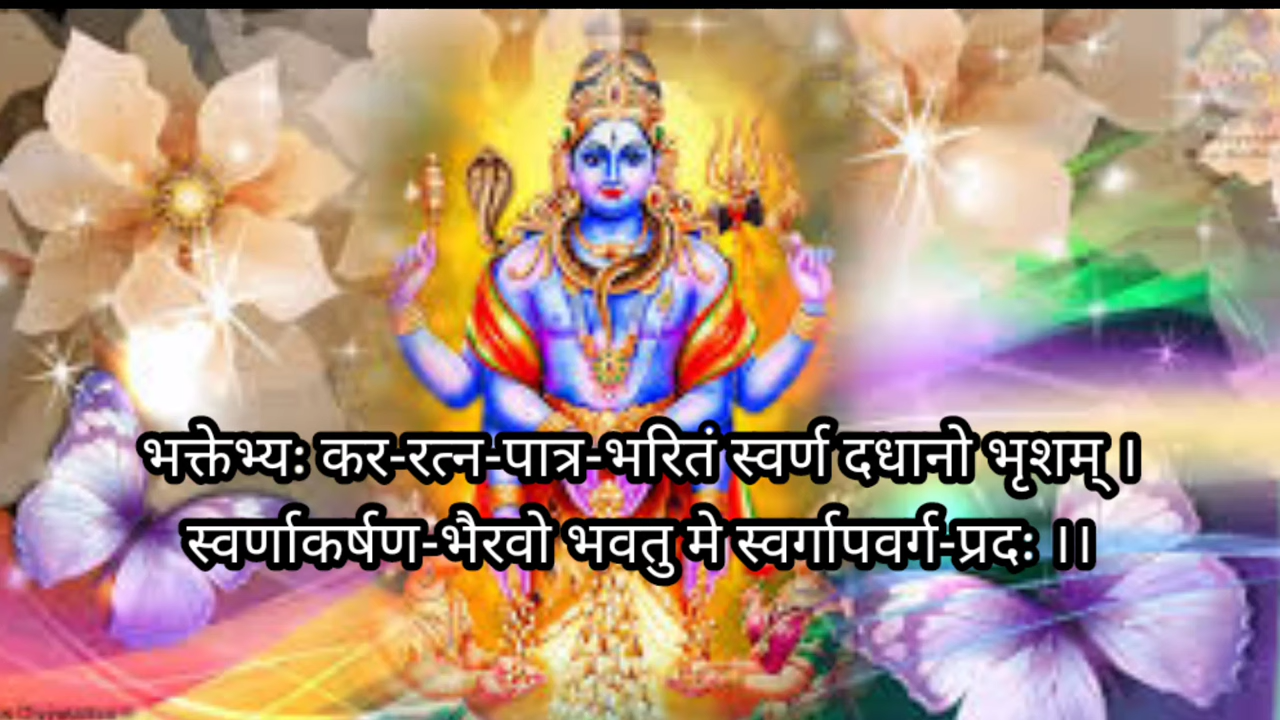 भक्तेभ्यः कर-रत्न-पात्र-भरितं स्वर्ण दधानो भृशम् ।
स्वर्णाकर्षण-भैरवो भवतु मे स्वर्गापवर्ग-प्रदः ।।